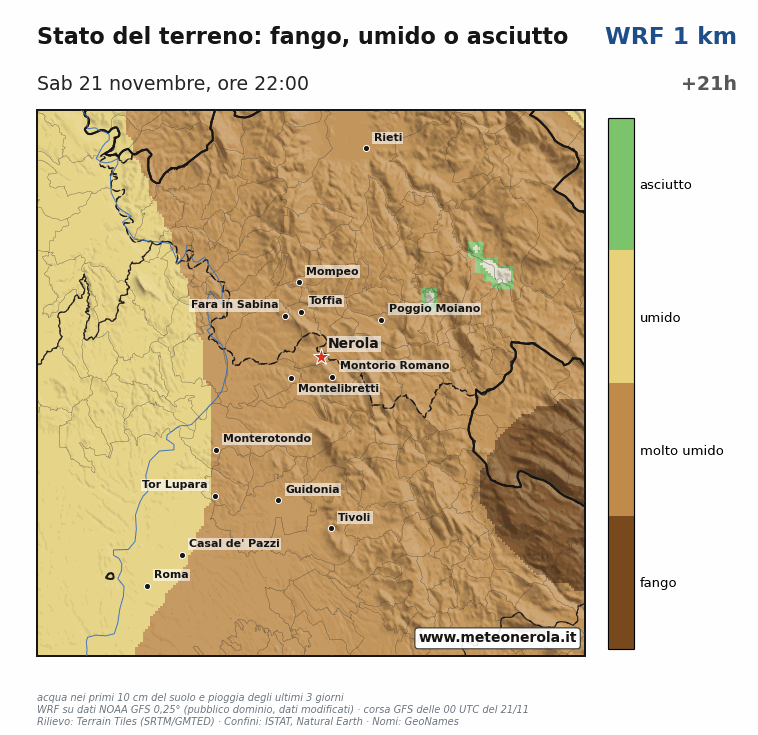 Stato del terreno: fango, umido o asciutto
WRF 1 km
Sab 21 novembre, ore 22:00
+21h
Rieti
Mompeo
Fara in Sabina
Toffia
Poggio Moiano
Nerola
Montorio Romano
Montelibretti
Monterotondo
Tor Lupara
Guidonia
Tivoli
Casal de' Pazzi
Roma
www.meteonerola.it
asciutto
umido
molto umido
fango
acqua nei primi 10 cm del suolo e pioggia degli ultimi 3 giorni
WRF su dati NOAA GFS 0,25° (pubblico dominio, dati modificati) · corsa GFS delle 00 UTC del 21/11
Rilievo: Terrain Tiles (SRTM/GMTED) · Confini: ISTAT, Natural Earth · Nomi: GeoNames